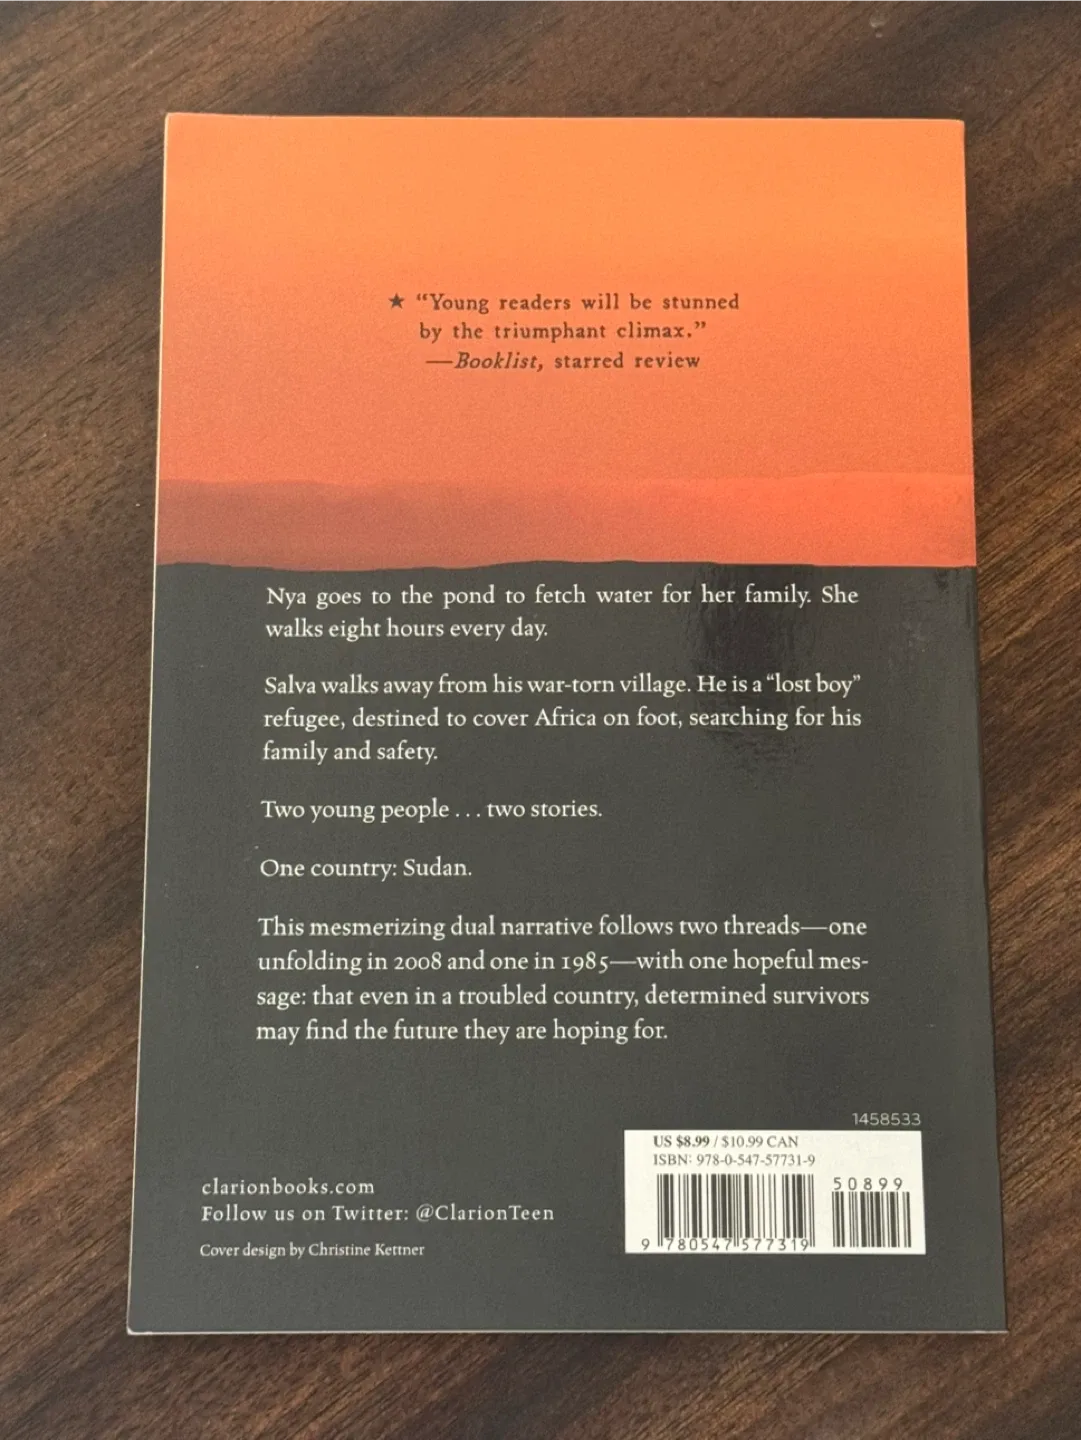 ★ “Young readers will be stunned
by the triumphant climax.”
—Booklist, starred review
Nya goes to the pond to fetch water for her family. She
walks eight hours every day.
Salva walks away from his war-torn village. He is a “lost boy”
refugee, destined to cover Africa on foot, searching for his
family and safety.
Two young people . . . two stories.
One country: Sudan.
This mesmerizing dual narrative follows two threads—one
unfolding in 2008 and one in 1985—with one hopeful mes-
sage: that even in a troubled country, determined survivors
may find the future they are hoping for.
clarionbooks.com
Follow us on Twitter: @ClarionTeen
Cover design by Christine Kettner
1458533
US $8.99 / $10.99 CAN
ISBN: 978-0-547-57731-9
50899
9 780547 577319